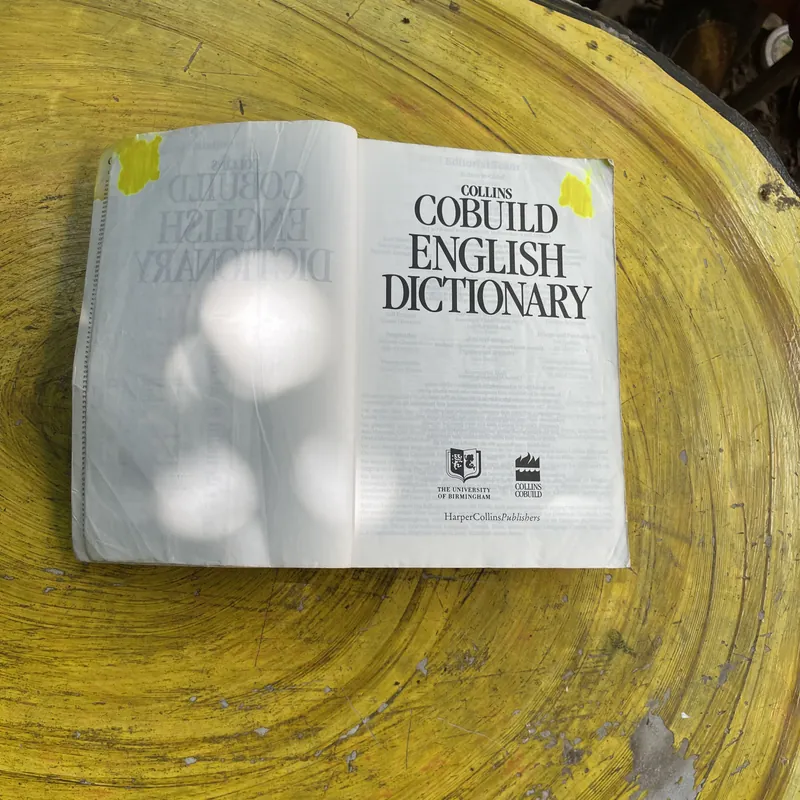 COLLINS
COBUILD
ENGLISH
DICTIONARY
THE UNIVERSITY
OF BIRMINGHAM
COLLINS
COBUILD
HarperCollinsPublishers